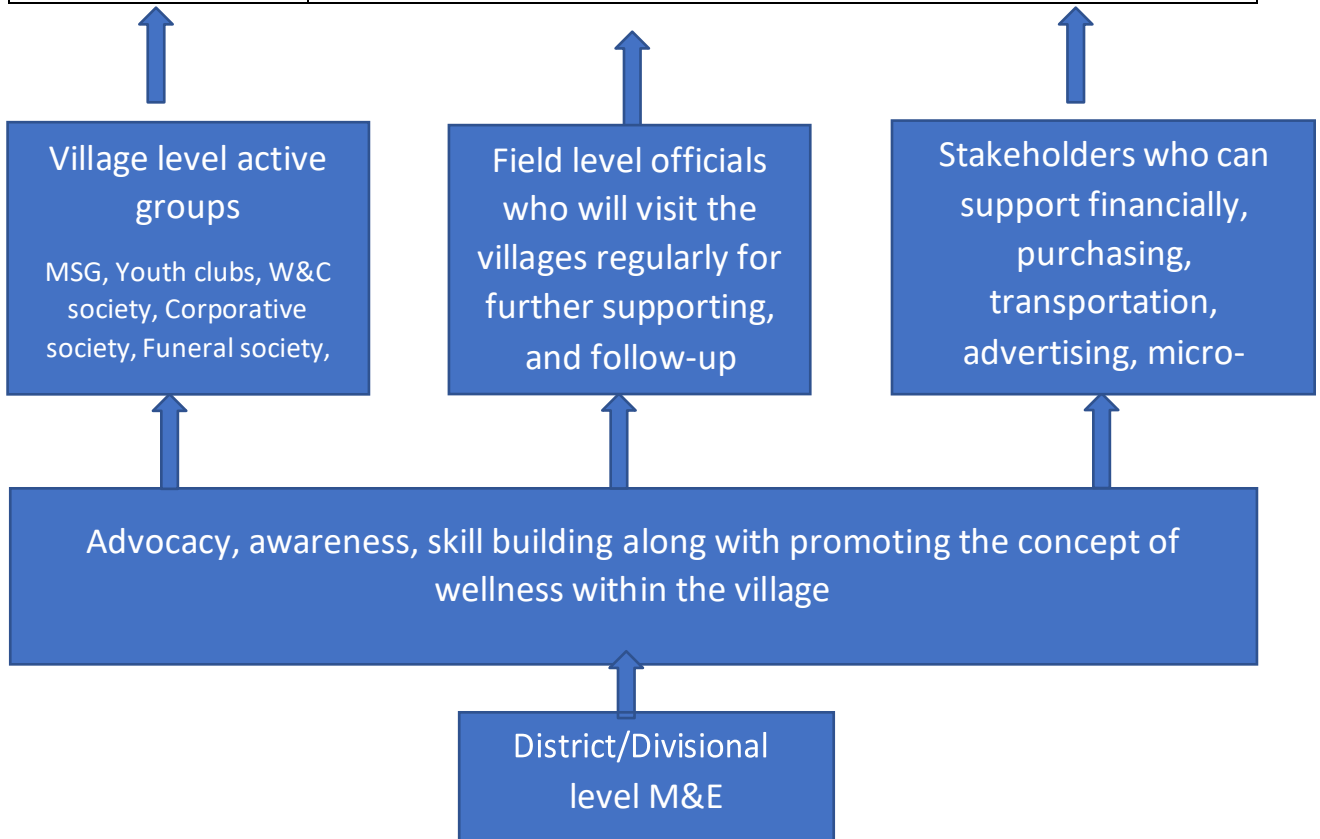 Village level active
groups
MSG, Youth clubs, W&C
society, Corporative
society, Funeral society,
Field level officials
who will visit the
villages regularly for
further supporting,
and follow-up
Stakeholders who can
support financially,
purchasing,
transportation,
advertising, micro-
Advocacy, awareness, skill building along with promoting the concept of
wellness within the village
District/Divisional
level M&E